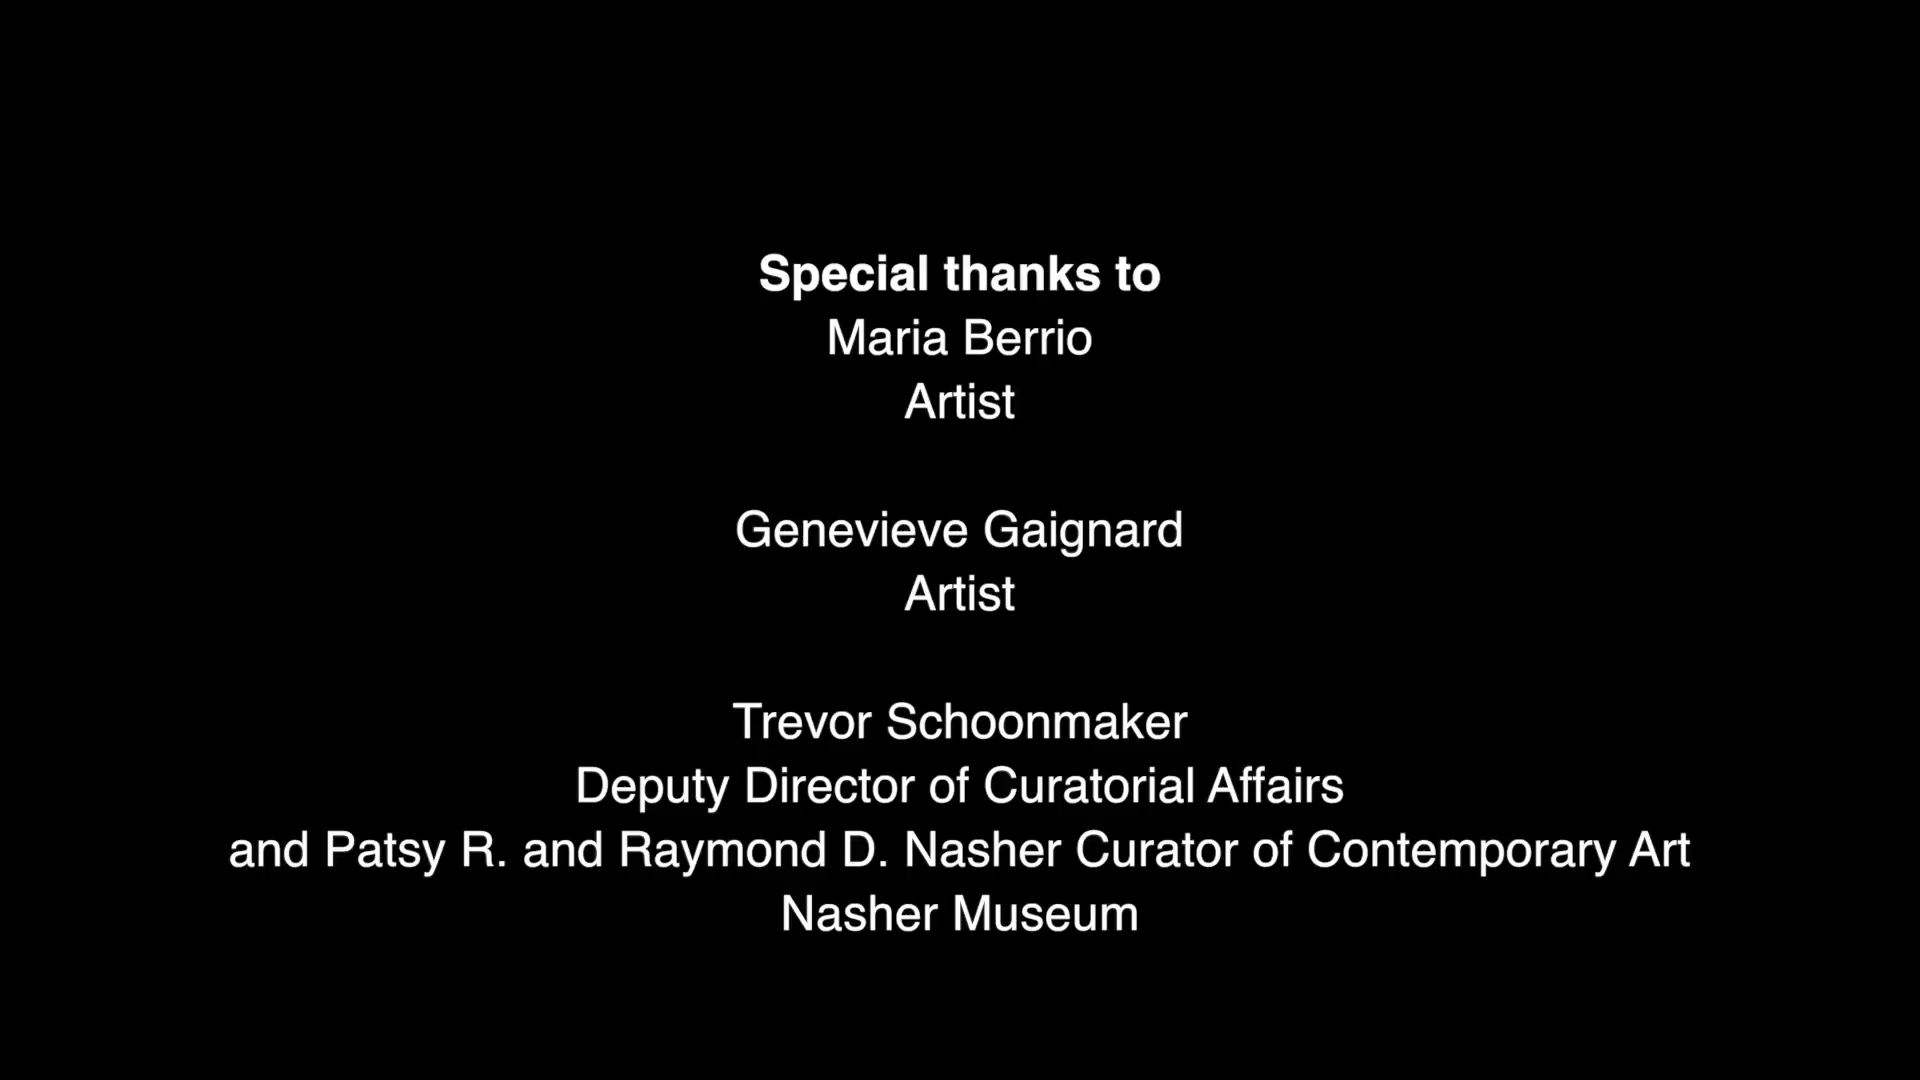 Special thanks to
Maria Berrio
Artist
Genevieve Gaignard
Artist
Trevor Schoonmaker
Deputy Director of Curatorial Affairs
and Patsy R. and Raymond D. Nasher Curator of Contemporary Art
Nasher Museum